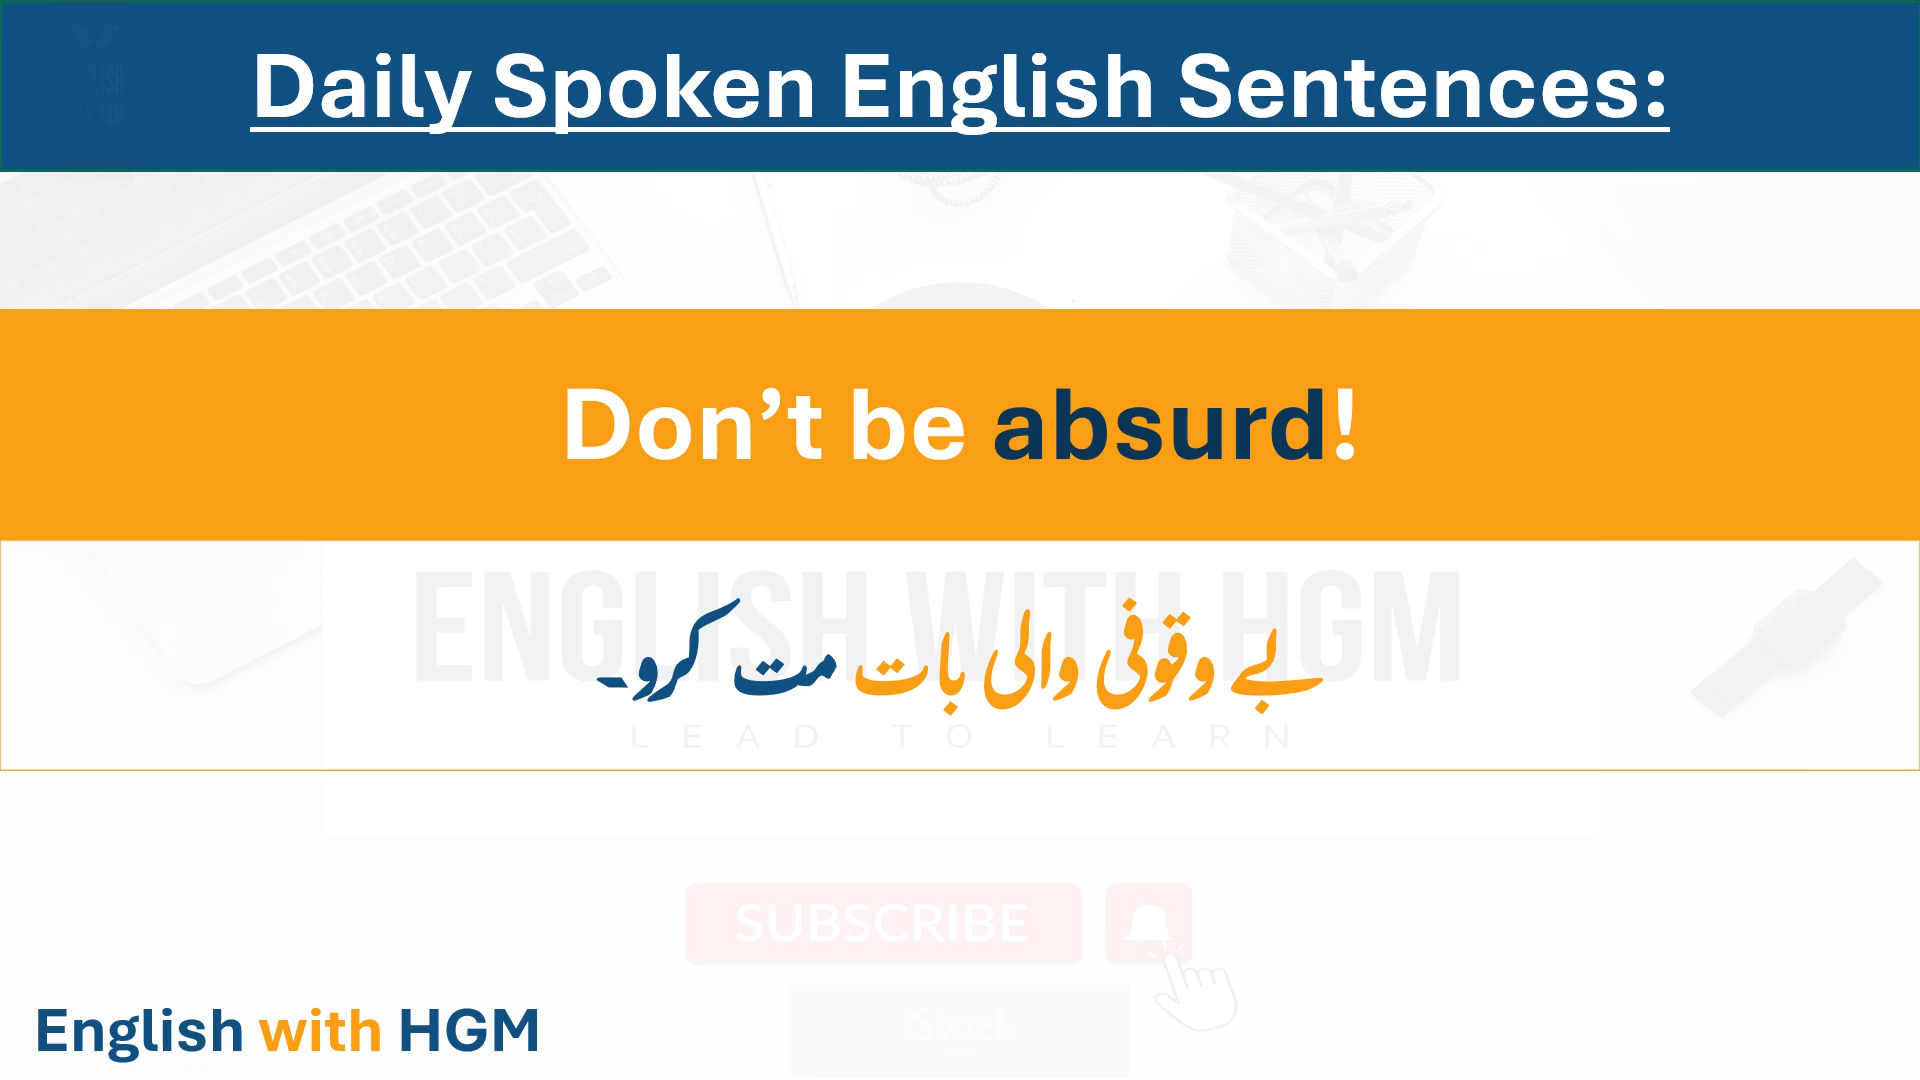 Daily Spoken English Sentences:
Don’t be absurd!
ENGLISH WITH HGM
بے وقوفی والی بات مت کرو۔
LEAD TO LEARN
SUBSCRIBE
English with HGM